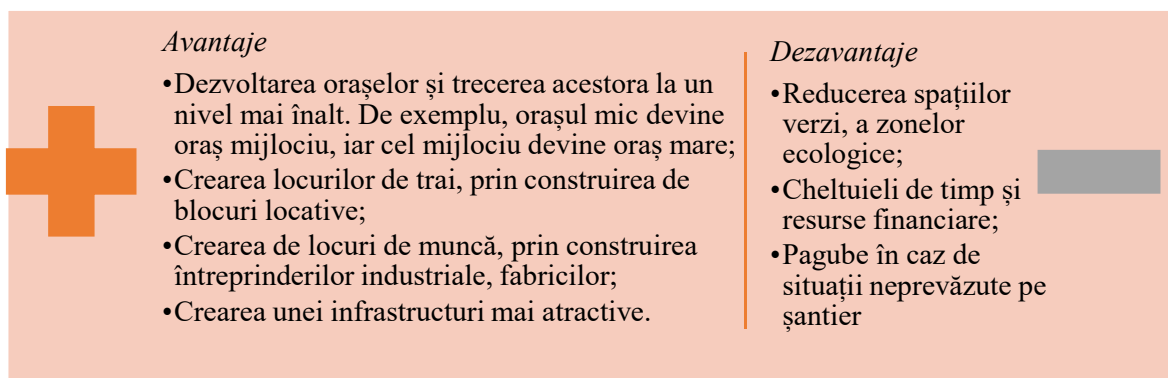 Avantaje
•Dezvoltarea orașelor și trecerea acestora la un
nivel mai înalt. De exemplu, orașul mic devine
oraș mijlociu, iar cel mijlociu devine oraș mare;
•Crearea locurilor de trai, prin construirea de
blocuri locative;
•Crearea de locuri de muncă, prin construirea
întreprinderilor industriale, fabricilor;
•Crearea unei infrastructuri mai atractive.
Dezavantaje
•Reducerea spațiilor
verzi, a zonelor
ecologice;
•Cheltuieli de timp și
resurse financiare;
•Pagube în caz de
situații neprevăzute pe
șantier